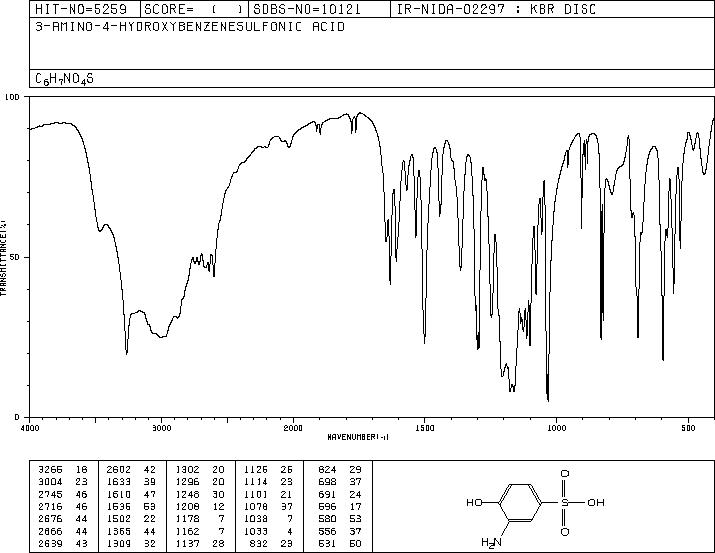 HIT-NO=5259 SCORE= ( ) SDBS-NO=10121 IR-NIDA-02297 : KBR DISC
3-AMINO-4-HYDROXYBENZENESULFONIC ACID
C6H7NO4S
100
50
0
TRANSMITTANCE(%)
4000 3000 2000 1500 1000 500
WAVENUMBER(-1)
3265 18 2602 42 1302 20 1125 25 824 29
3004 23 1633 39 1296 20 1114 23 698 37
2745 46 1610 47 1248 30 1101 21 691 24
2716 46 1536 53 1208 12 1078 37 596 17
2676 44 1502 22 1178 7 1038 7 580 53
2666 44 1365 44 1162 7 1033 4 556 37
2639 43 1309 32 1137 28 832 23 531 50
O
HO S OH
O
H2N